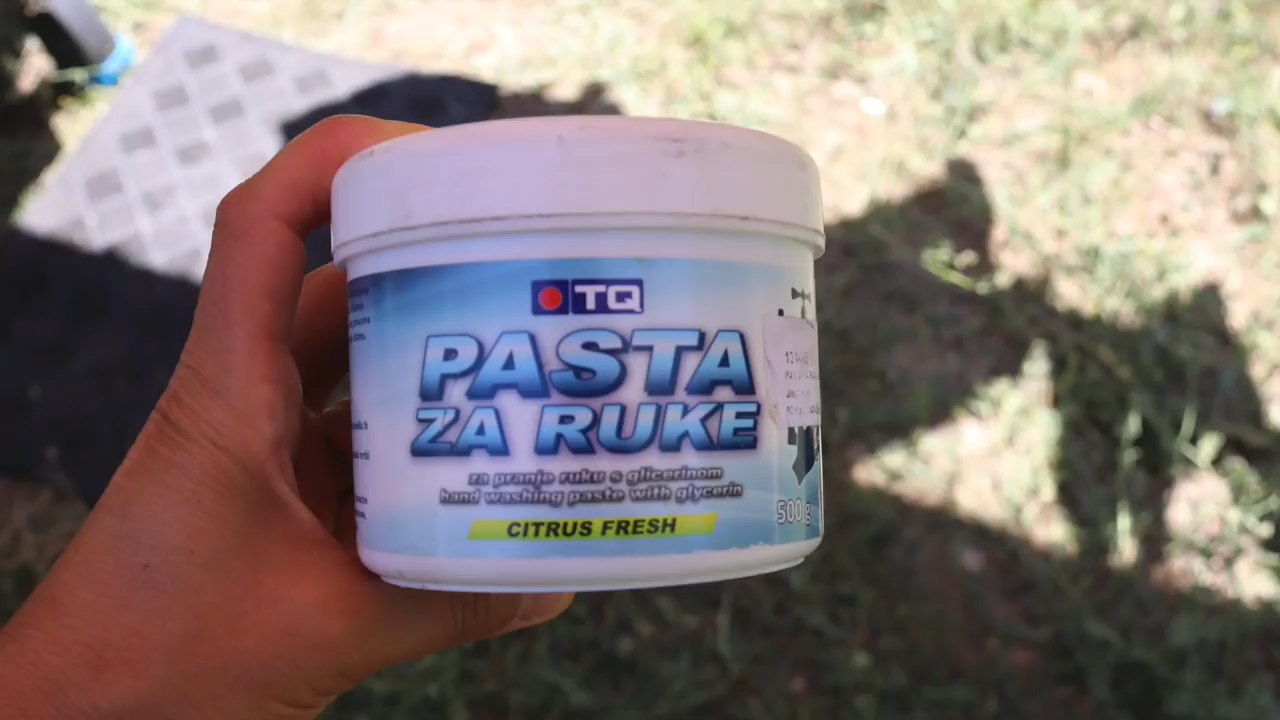 TQ
PASTA
ZA RUKE
za pranje ruku s glicerinom
hand washing paste with glycerin
CITRUS FRESH
500 g